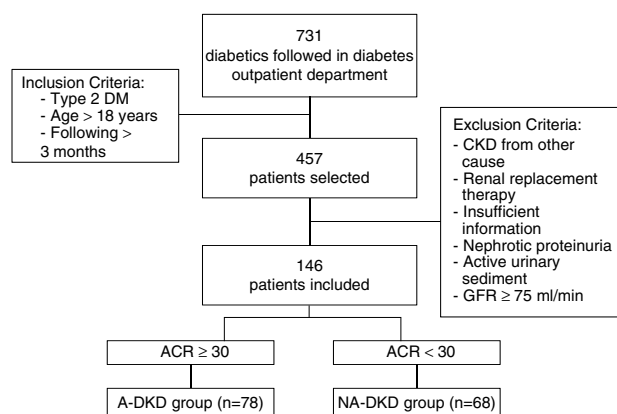 731
diabetics followed in diabetes
outpatient department
Inclusion Criteria:
- Type 2 DM
- Age > 18 years
- Following >
3 months
457
patients selected
Exclusion Criteria:
- CKD from other
cause
- Renal replacement
therapy
- Insufficient
information
- Nephrotic proteinuria
- Active urinary
sediment
- GFR ≥ 75 ml/min
146
patients included
ACR ≥ 30
ACR < 30
A-DKD group (n=78)
NA-DKD group (n=68)